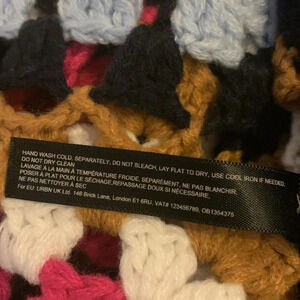 HAND WASH COLD, SEPARATELY, DO NOT BLEACH, LAY FLAT TO DRY, USE COOL IRON IF NEEDED,
DO NOT DRY CLEAN
LAVAGE À LA MAIN À TEMPÉRATURE FROIDE, SÉPARÉMENT, NE PAS BLANCHIR,
POSER À PLAT POUR LE SÉCHAGE,REPASSAGE DOUX SI NÉCESSAIRE,
NE PAS NETTOYER À SEC
For EU: URBN UK Ltd. 148 Brick Lane, London E1 6RU. VAT# 123456789, OB1354375